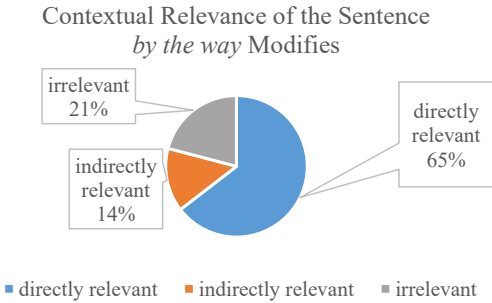 Contextual Relevance of the Sentence
by the way Modifies
irrelevant
21%
directly
relevant
65%
indirectly
relevant
14%
directly relevant indirectly relevant irrelevant